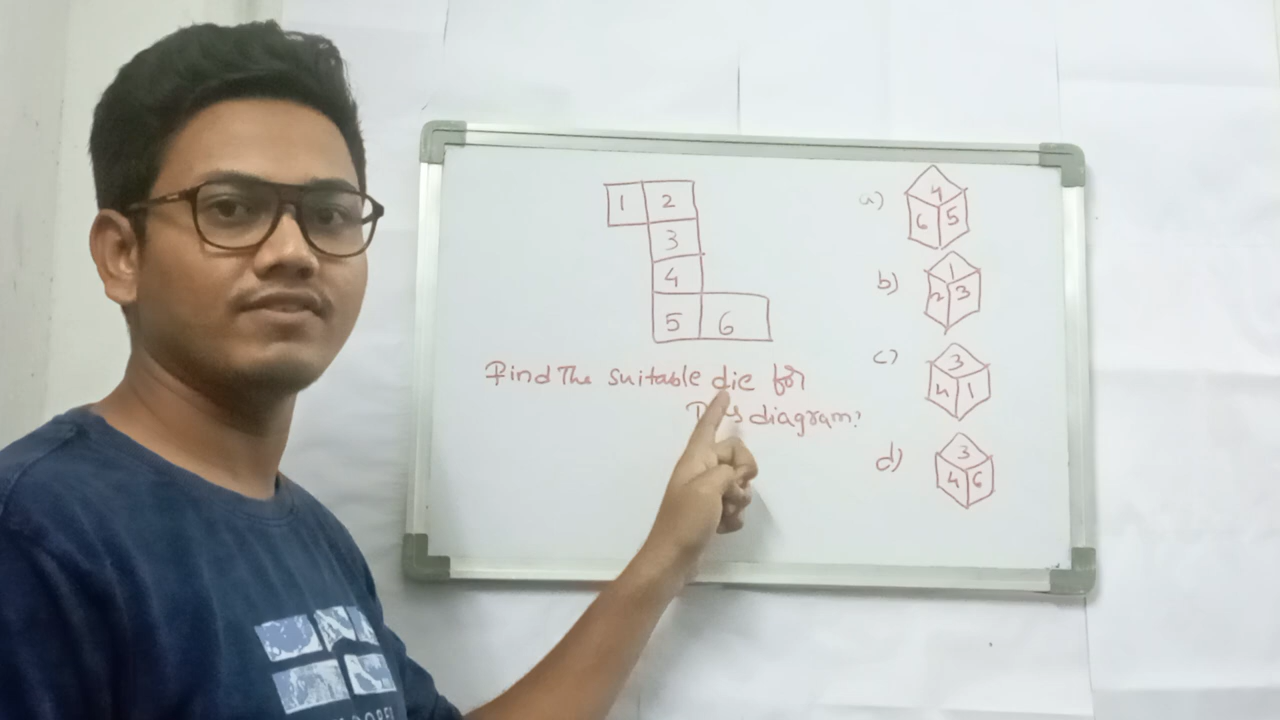 1 2
3
4
5 6
Find The suitable die for
This diagram?
a) 4 6 5
b) 1 2 3
c) 3 4 1
d) 3 4 6